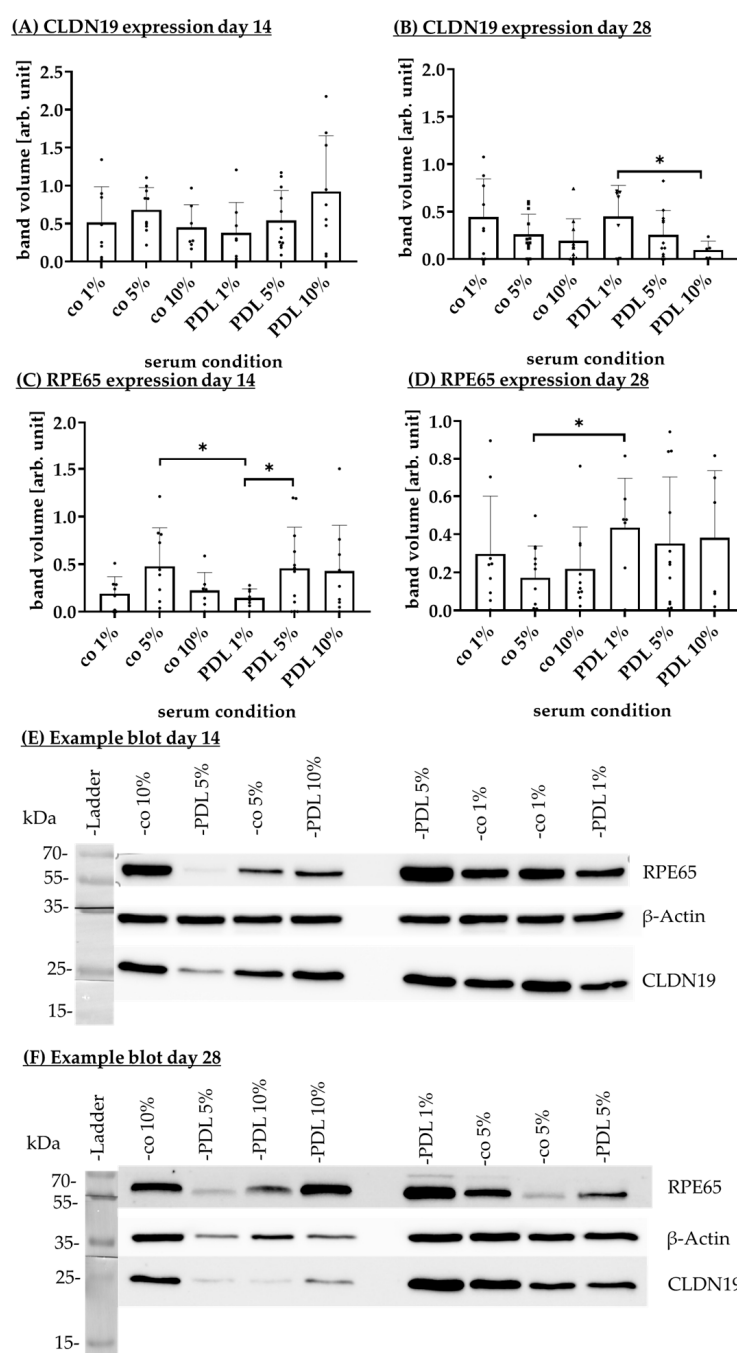 (A) CLDN19 expression day 14
band volume [arb. unit]
2.5
2.0
1.5
1.0
0.5
0.0
co 1%
co 5%
co 10%
PDL 1%
PDL 5%
PDL 10%
serum condition
(B) CLDN19 expression day 28
band volume [arb. unit]
2.0
1.5
1.0
0.5
0.0
*
co 1%
co 5%
co 10%
PDL 1%
PDL 5%
PDL 10%
serum condition
(C) RPE65 expression day 14
band volume [arb. unit]
2.0
1.5
1.0
0.5
0.0
*
*
co 1%
co 5%
co 10%
PDL 1%
PDL 5%
PDL 10%
serum condition
(D) RPE65 expression day 28
band volume [arb. unit]
1.0
0.8
0.6
0.4
0.2
0.0
*
co 1%
co 5%
co 10%
PDL 1%
PDL 5%
PDL 10%
serum condition
(E) Example blot day 14
kDa
-Ladder
-co 10%
-PDL 5%
-co 5%
-PDL 10%
-PDL 5%
-co 1%
-co 1%
-PDL 1%
70-
55-
35-
25-
15-
RPE65
β-Actin
CLDN19
(F) Example blot day 28
kDa
-Ladder
-co 10%
-PDL 5%
-PDL 10%
-PDL 10%
-PDL 1%
-co 5%
-co 5%
-PDL 5%
70-
55-
35-
25-
15-
RPE65
β-Actin
CLDN19